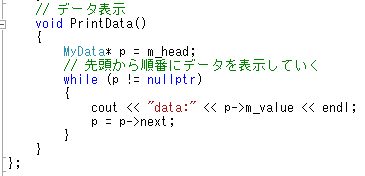 // データ表示
void PrintData()
{
MyData* p = m_head;
// 先頭から順番にデータを表示していく
while (p != nullptr)
{
cout << "data:" << p->m_value << endl;
p = p->next;
}
}
};